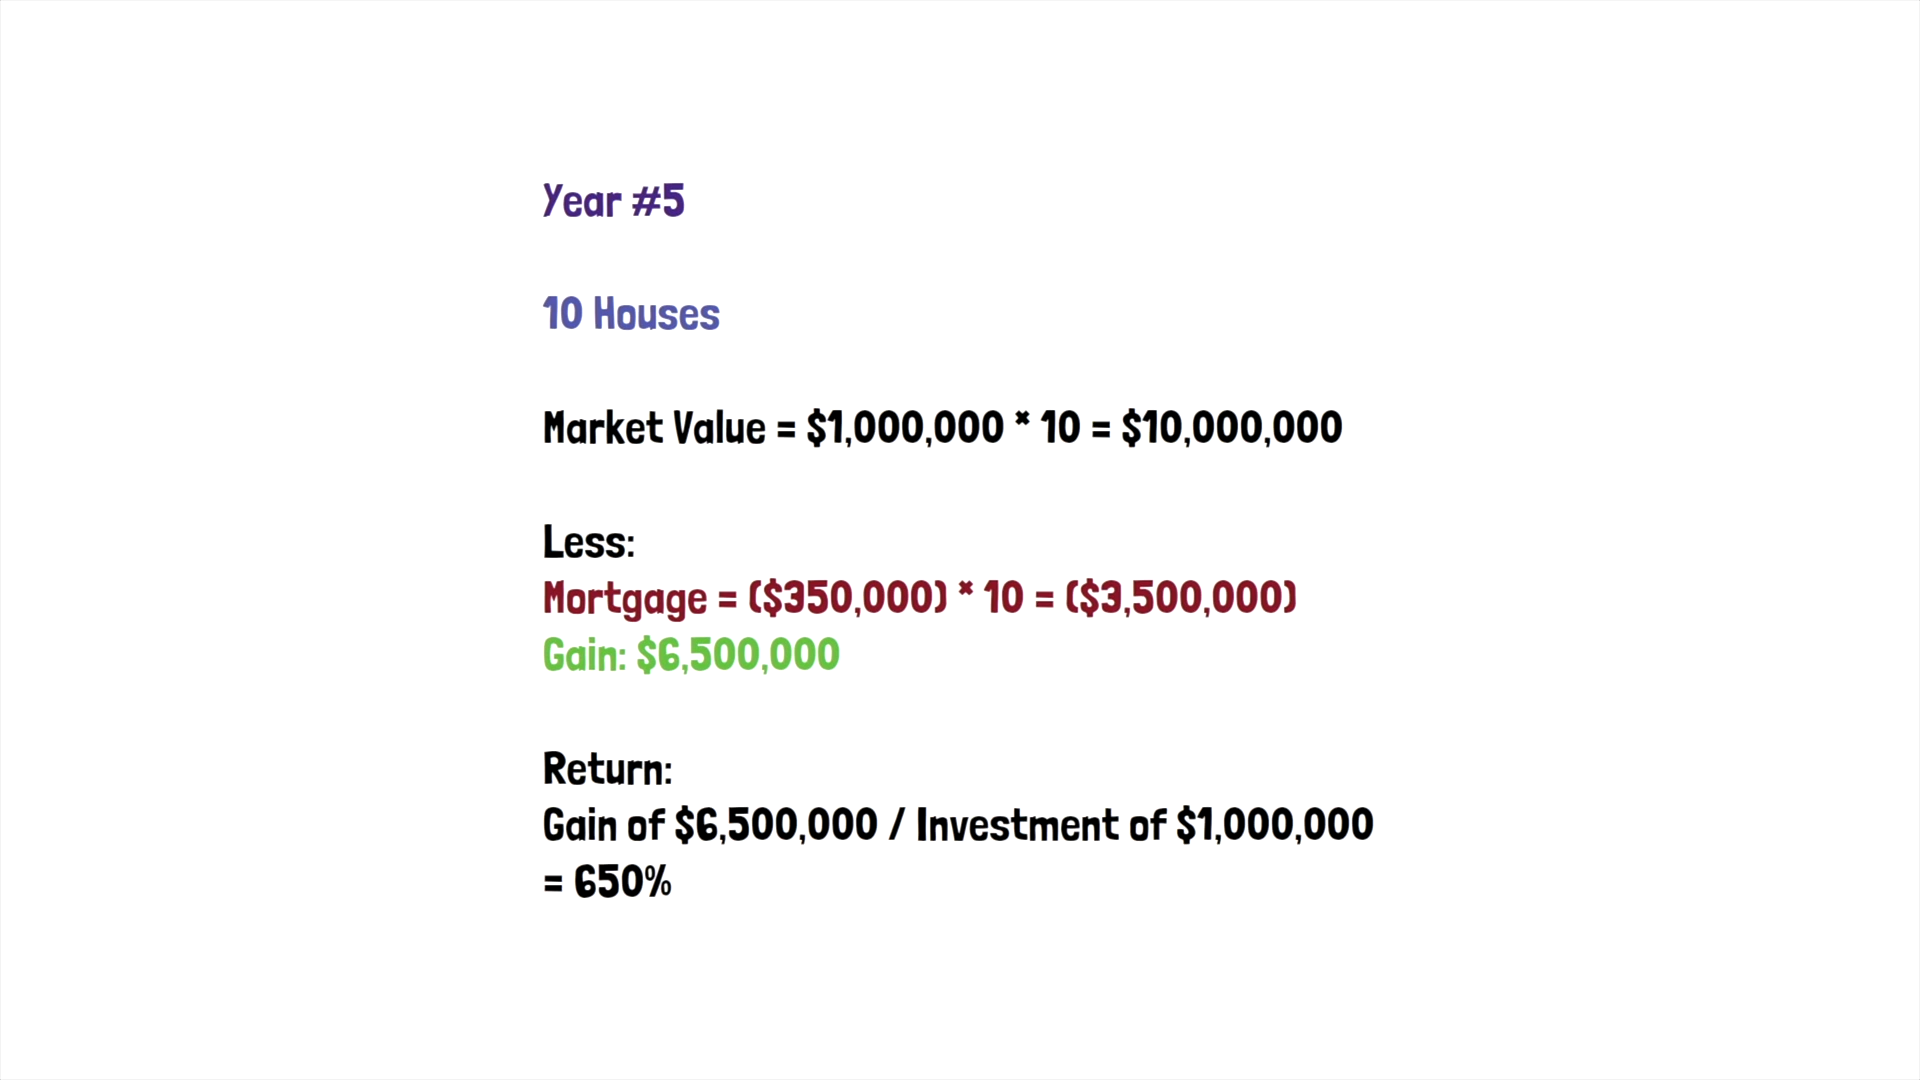 Year #5
10 Houses
Market Value = $1,000,000 * 10 = $10,000,000
Less:
Mortgage = ($350,000) * 10 = ($3,500,000)
Gain: $6,500,000
Return:
Gain of $6,500,000 / Investment of $1,000,000
= 650%